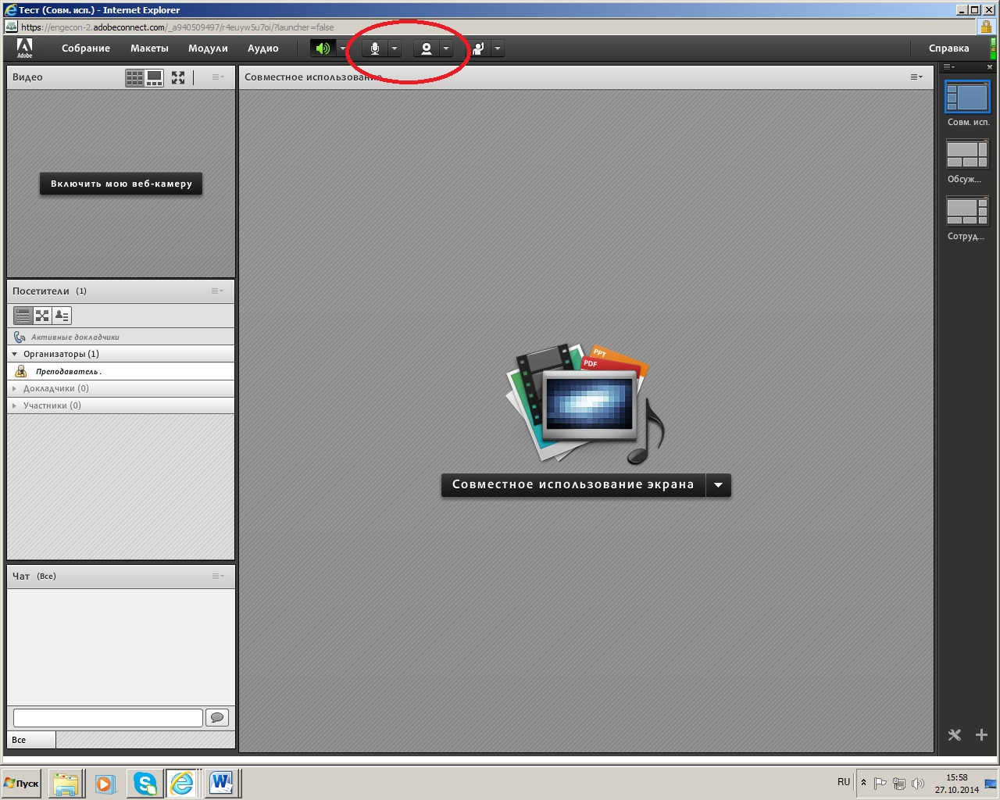 Тест (Совм. исп.) - Internet Explorer
https://engecon-2.adobeconnect.com/_a940509497/r4euyw5u7oi/?launcher=false
Adobe
Собрание Макеты Модули Аудио Справка
Видео
Совместное использование
Включить мою веб-камеру
Совм. исп.
Обсуж...
Сотруд...
Посетители (1)
Активные докладчики
Организаторы (1)
Преподаватель .
Докладчики (0)
Участники (0)
PPT
PDF
Совместное использование экрана
Чат (Все)
Все
Пуск
RU
15:58
27.10.2014